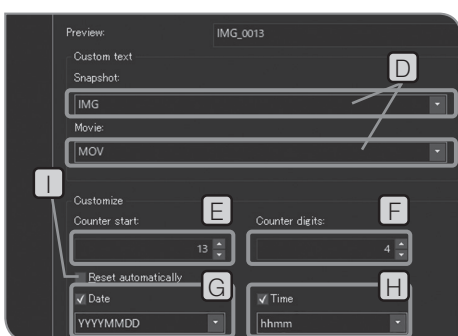 Preview: IMG_0013
Custom text
D
Snapshot:
IMG
Movie:
MOV
I
Customize
E
F
Counter start: Counter digits:
13 4
Reset automatically
G
H
Date Time
YYYYMMDD hhmm